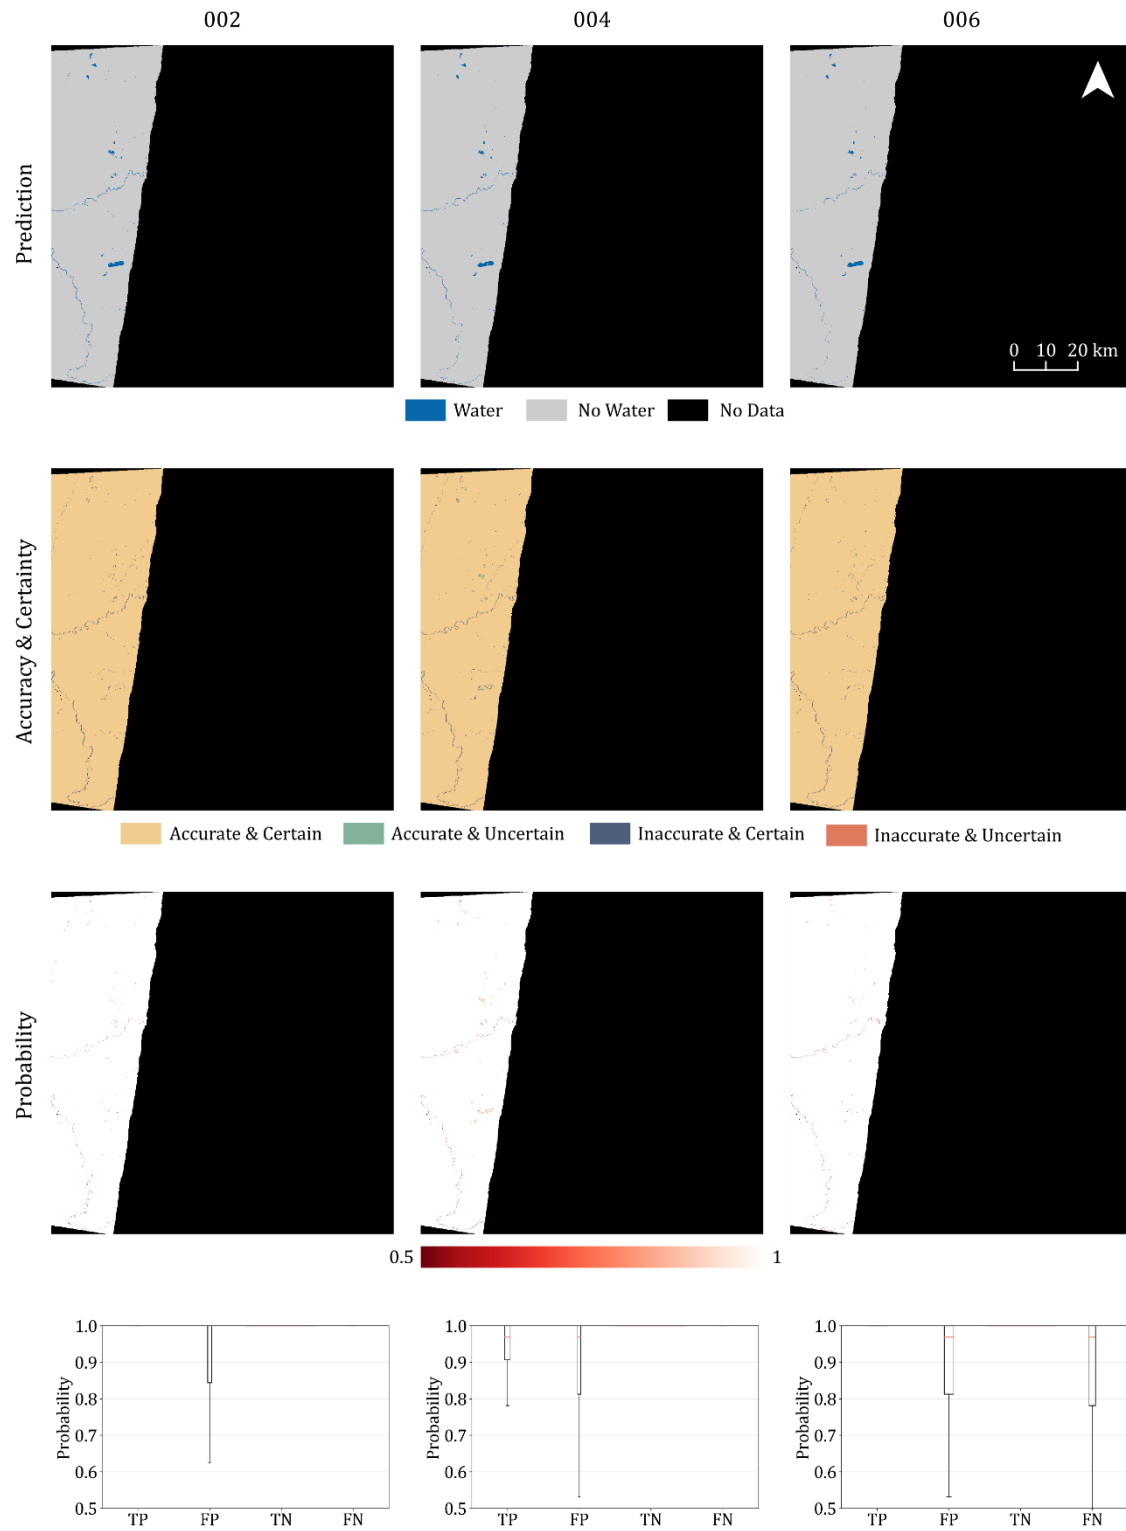 002 004 006
Prediction
0 10 20 km
Water No Water No Data
Accuracy & Certainty
Accurate & Certain Accurate & Uncertain Inaccurate & Certain Inaccurate & Uncertain
Probability
0.5 1
1.0 1.0 1.0
0.9 0.9 0.9
0.8 0.8 0.8
Probability Probability Probability
0.7 0.7 0.7
0.6 0.6 0.6
0.5 0.5 0.5
TP FP TN FN TP FP TN FN TP FP TN FN